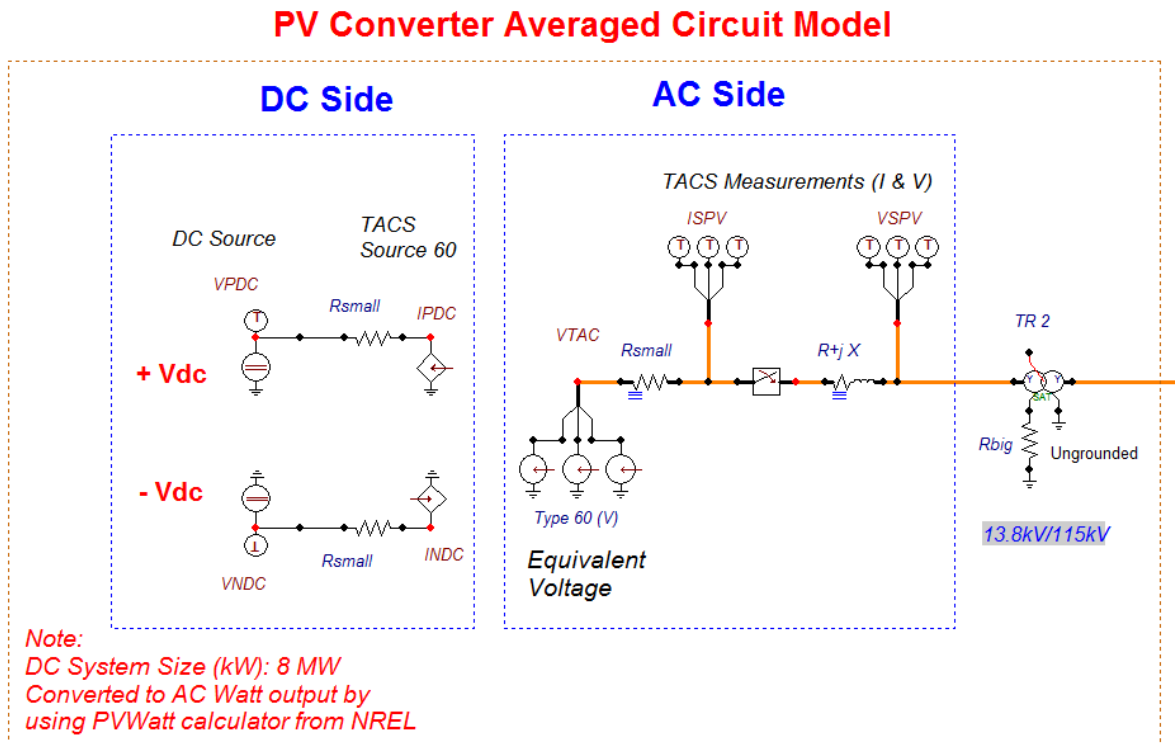 PV Converter Averaged Circuit Model
DC Side
AC Side
TACS Measurements (I & V)
ISPV
VSPV
T T T
T T T
DC Source
TACS
Source 60
VPDC
T
Rsmall
IPDC
+ Vdc
VTAC
Rsmall
R+j X
TR 2
Y Y
SAT
Rbig
Ungrounded
- Vdc
T
Rsmall
INDC
VNDC
Type 60 (V)
Equivalent
Voltage
13.8kV/115kV
Note:
DC System Size (kW): 8 MW
Converted to AC Watt output by
using PVWatt calculator from NREL